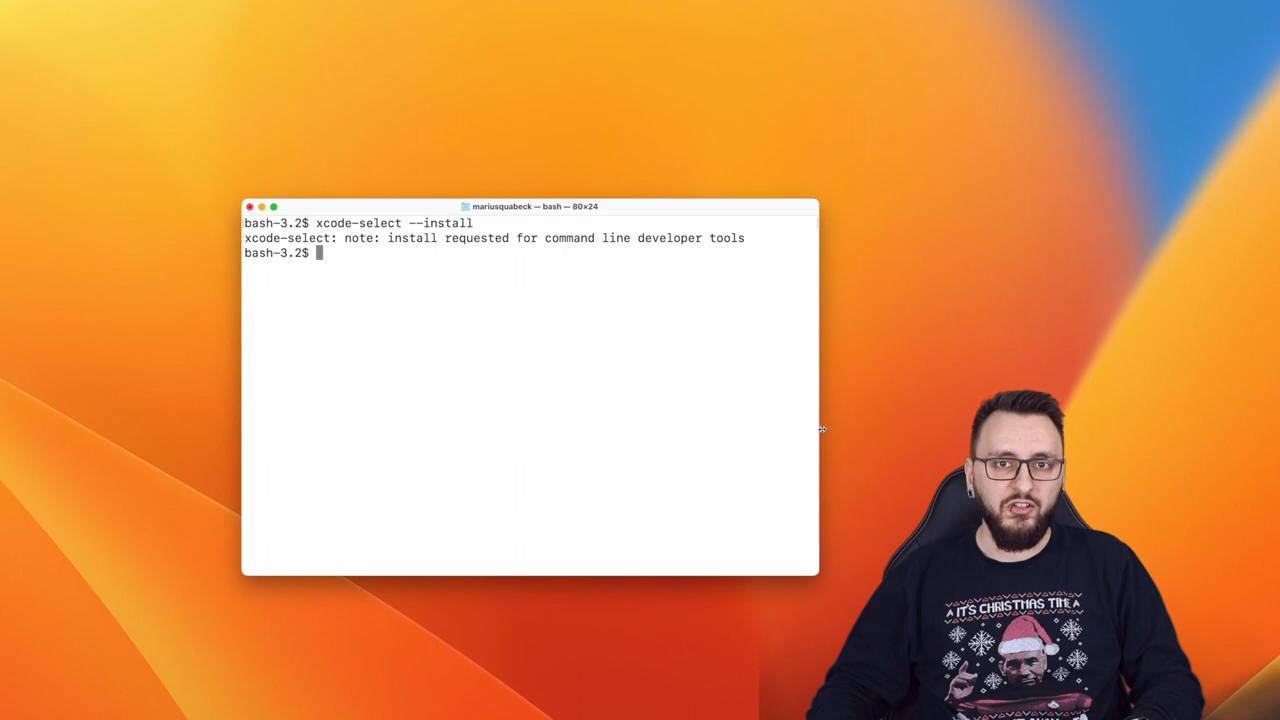 mariusquabeck — bash — 80×24
bash-3.2$ xcode-select --install
xcode-select: note: install requested for command line developer tools
bash-3.2$
IT'S CHRISTMAS TIME